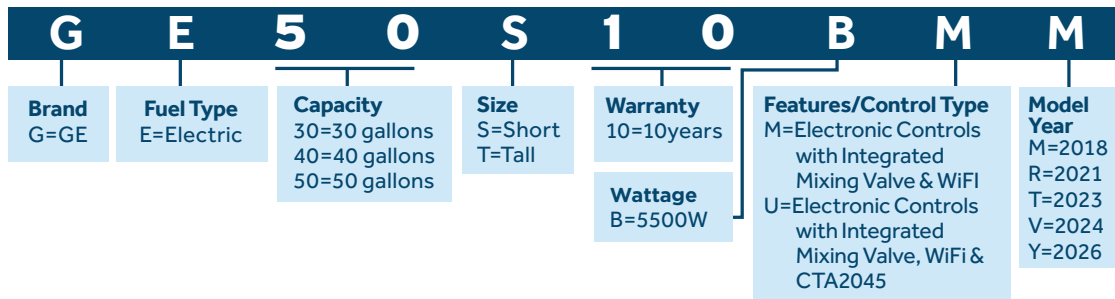 G E 5 0 S 1 0 B M M
Brand
G=GE
Fuel Type
E=Electric
Capacity
30=30 gallons
40=40 gallons
50=50 gallons
Size
S=Short
T=Tall
Warranty
10=10years
Wattage
B=5500W
Features/Control Type
M=Electronic Controls
with Integrated
Mixing Valve & WiFI
U=Electronic Controls
with Integrated
Mixing Valve, WiFi &
CTA2045
Model
Year
M=2018
R=2021
T=2023
V=2024
Y=2026